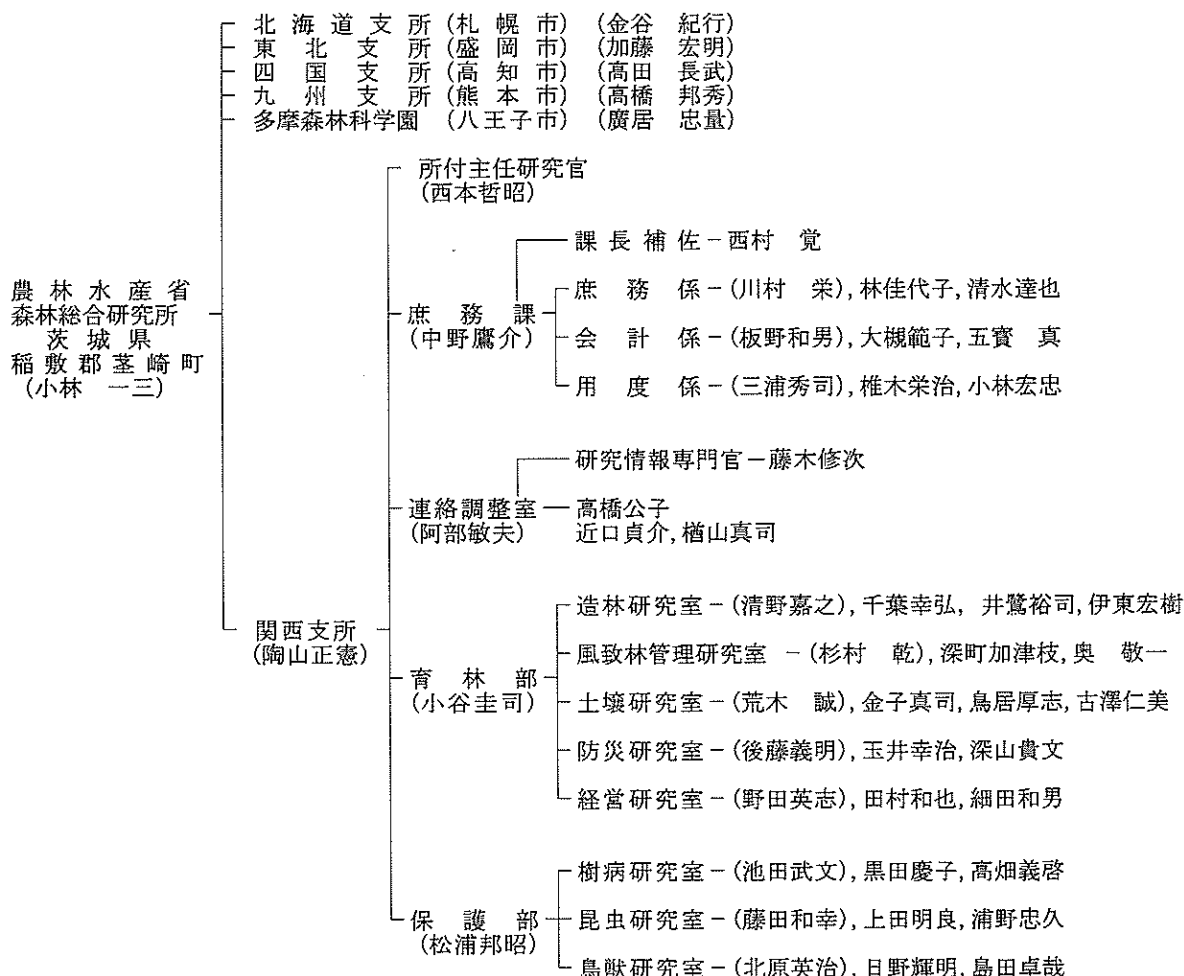 北海道支所 (札幌市) (金谷 紀行)
東北支所 (盛岡市) (加藤 宏明)
四国支所 (高知市) (高田 長武)
九州支所 (熊本市) (高橋 邦秀)
多摩森林科学園 (八王子市) (廣居 忠量)
所付主任研究官
(西本哲昭)
課長補佐－西村 覚
農林水産省
森林総合研究所
茨城県
稲敷郡茎崎町
(小林 一三)
庶務課
(中野鷹介)
庶務係－(川村 栄), 林佳代子, 清水達也
会計係－(板野和男), 大槻範子, 五寳 真
用度係－(三浦秀司), 椎木栄治, 小林宏忠
研究情報専門官－藤木修次
連絡調整室
(阿部敏夫)
高橋公子
近口貞介, 楢山真司
関西支所
(陶山正憲)
育林部
(小谷圭司)
造林研究室－(清野嘉之), 千葉幸弘, 井鷺裕司, 伊東宏樹
風致林管理研究室 －(杉村 乾), 深町加津枝, 奥 敬一
土壌研究室－(荒木 誠), 金子真司, 鳥居厚志, 古澤仁美
防災研究室－(後藤義明), 玉井幸治, 深山貴文
経営研究室－(野田英志), 田村和也, 細田和男
保護部
(松浦邦昭)
樹病研究室－(池田武文), 黒田慶子, 高畑義啓
昆虫研究室－(藤田和幸), 上田明良, 浦野忠久
鳥獣研究室－(北原英治), 日野輝明, 島田卓哉